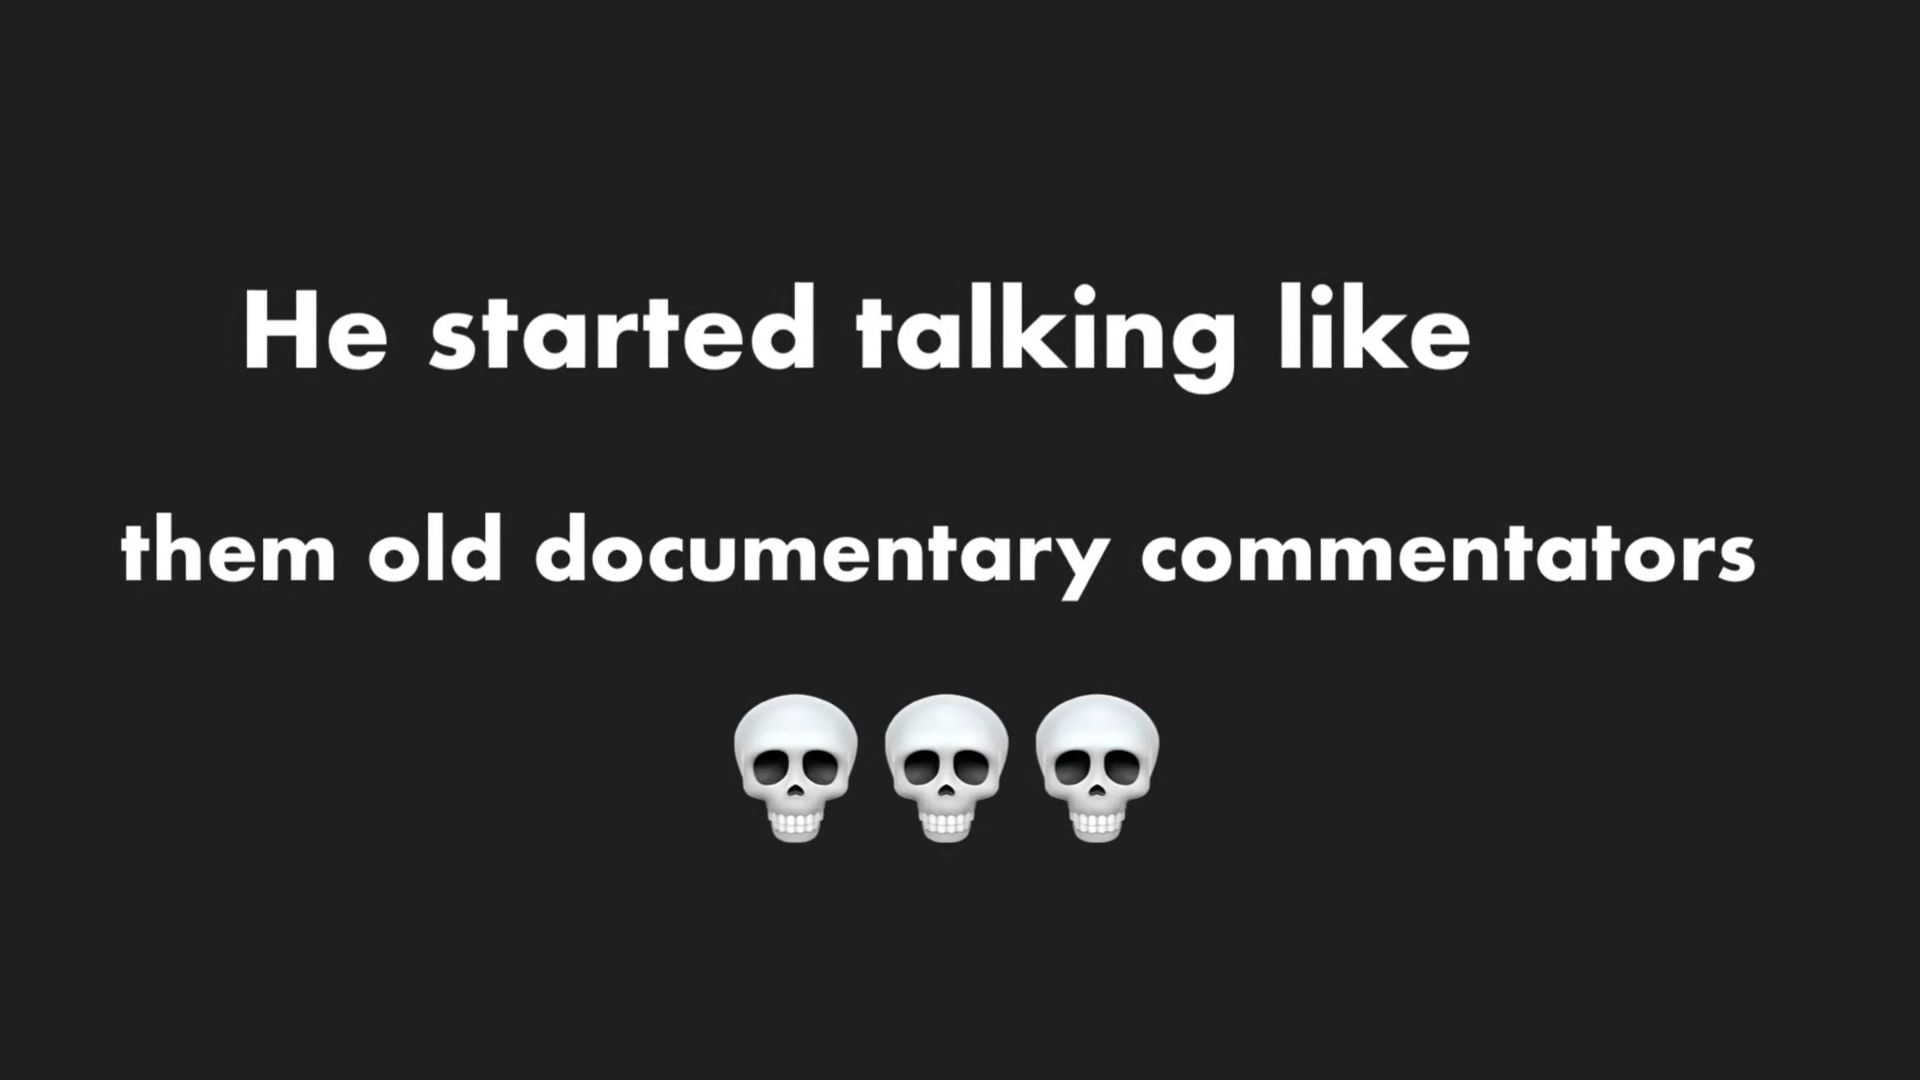 He started talking like
them old documentary commentators
💀💀💀